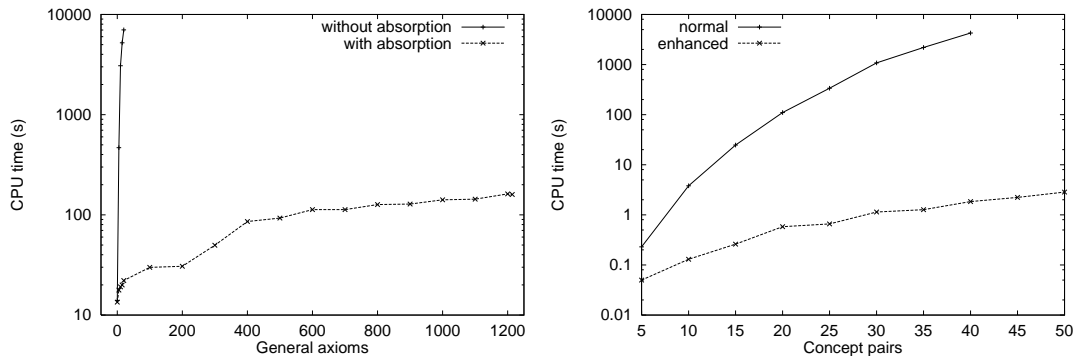 10000
1000
100
10
CPU time (s)
0 200 400 600 800 1000 1200
General axioms
without absorption
with absorption
10000
1000
100
10
1
0.1
0.01
CPU time (s)
5 10 15 20 25 30 35 40 45 50
Concept pairs
normal
enhanced